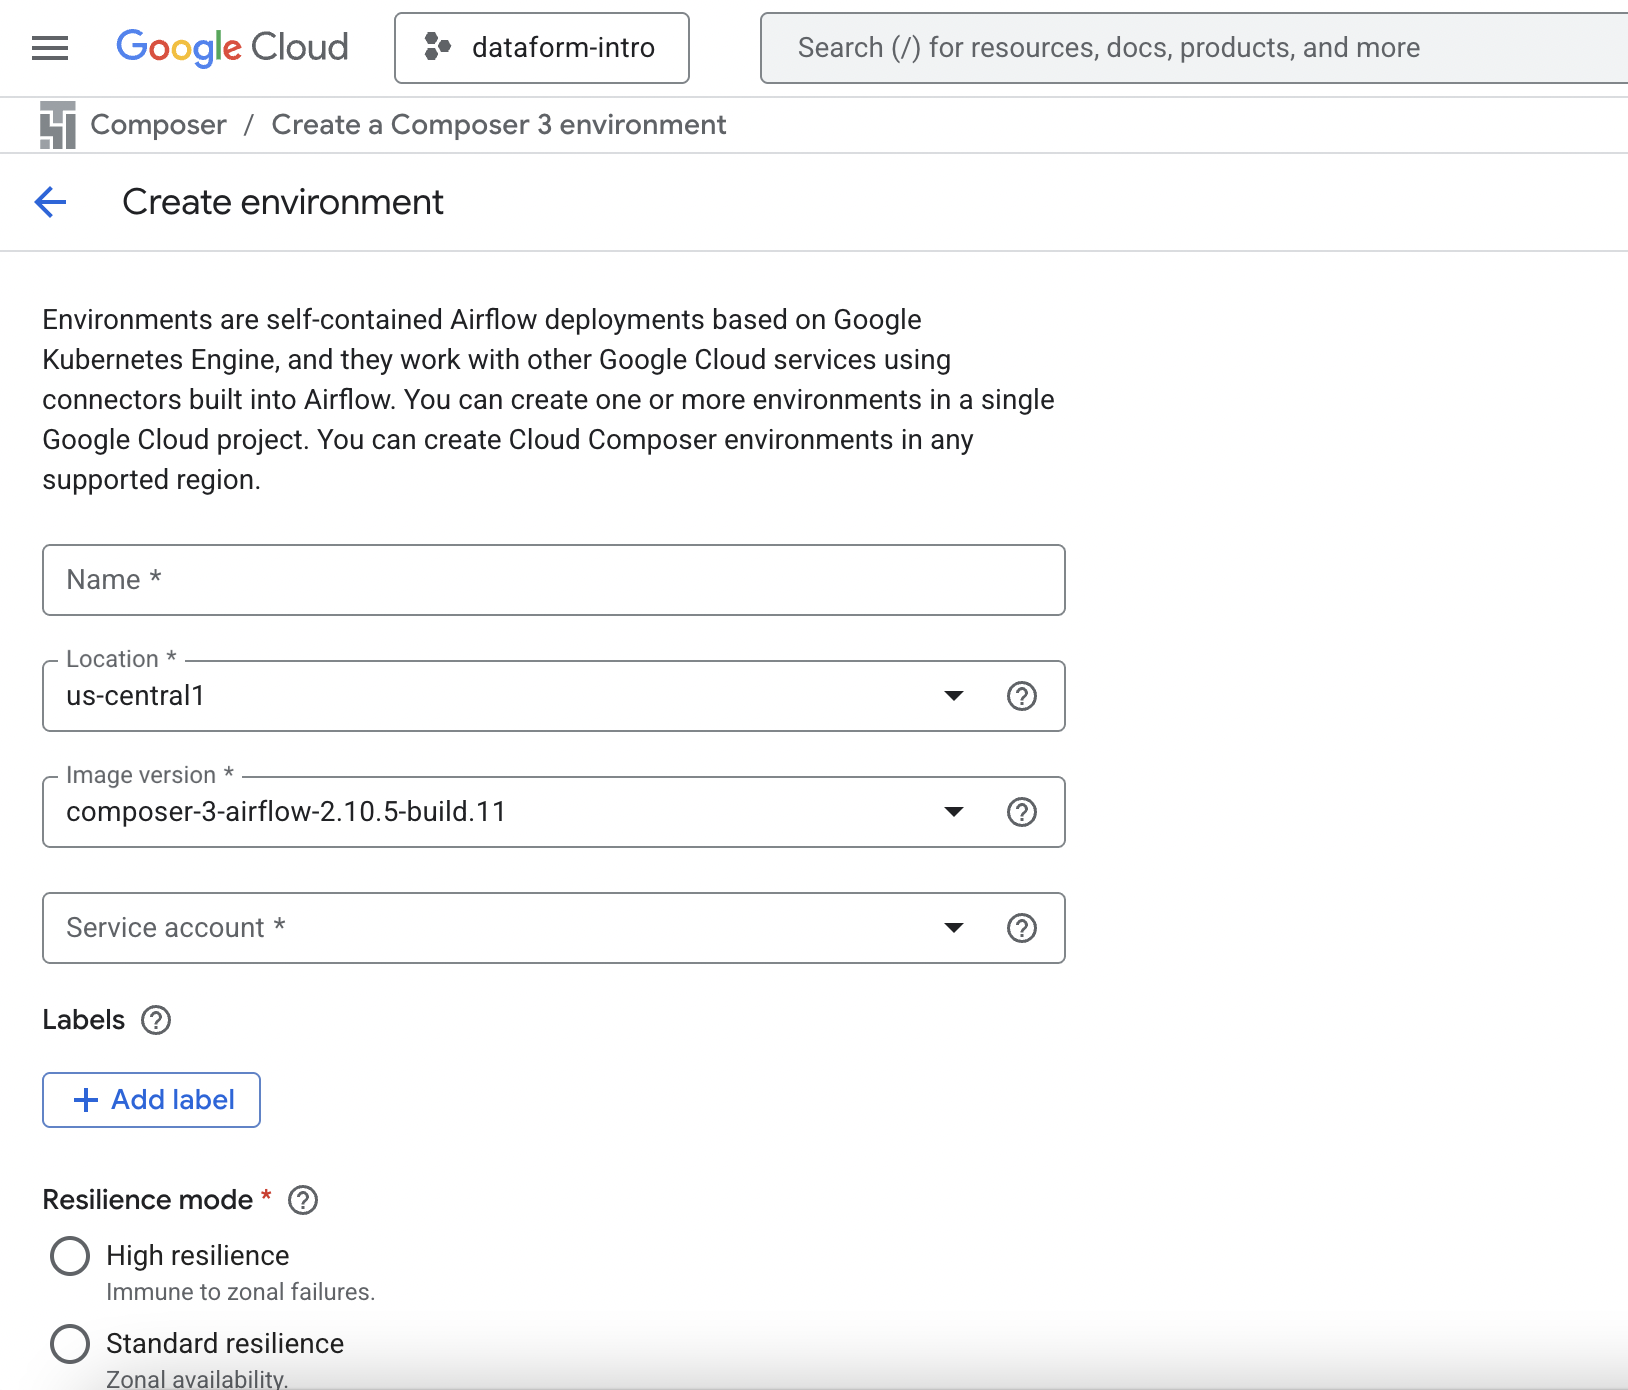 Google Cloud
dataform-intro
Search (/) for resources, docs, products, and more
Composer / Create a Composer 3 environment
Create environment
Environments are self-contained Airflow deployments based on Google
Kubernetes Engine, and they work with other Google Cloud services using
connectors built into Airflow. You can create one or more environments in a single
Google Cloud project. You can create Cloud Composer environments in any
supported region.
Name *
Location *
us-central1
Image version *
composer-3-airflow-2.10.5-build.11
Service account *
Labels
+ Add label
Resilience mode *
High resilience
Immune to zonal failures.
Standard resilience
Zonal availability.